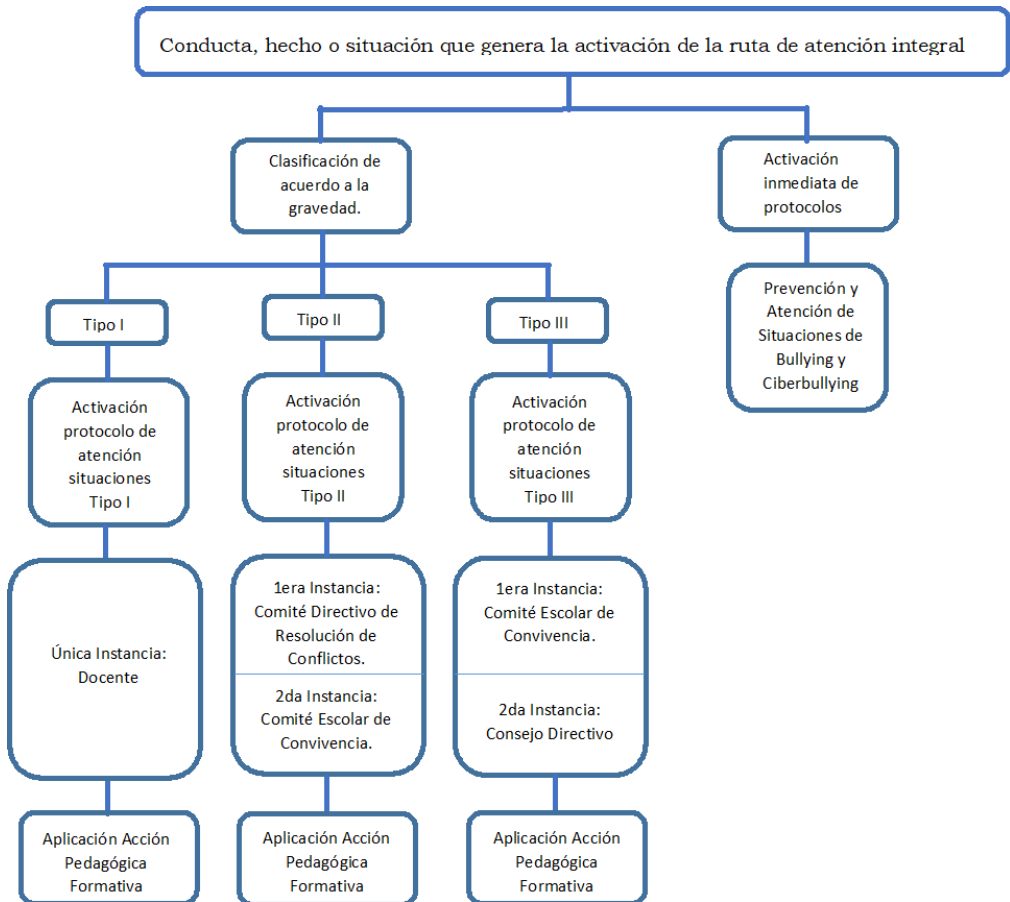 Conducta, hecho o situación que genera la activación de la ruta de atención integral
Clasificación de
acuerdo a la
gravedad.
Activación
inmediata de
protocolos
Prevención y
Atención de
Situaciones de
Bullying y
Ciberbullying
Tipo I
Tipo II
Tipo III
Activación
protocolo de
atención
situaciones
Tipo I
Activación
protocolo de
atención
situaciones
Tipo II
Activación
protocolo de
atención
situaciones
Tipo III
Única Instancia:
Docente
1era Instancia:
Comité Directivo de
Resolución de
Conflictos.
2da Instancia:
Comité Escolar de
Convivencia.
1era Instancia:
Comité Escolar de
Convivencia.
2da Instancia:
Consejo Directivo
Aplicación Acción
Pedagógica
Formativa
Aplicación Acción
Pedagógica
Formativa
Aplicación Acción
Pedagógica
Formativa